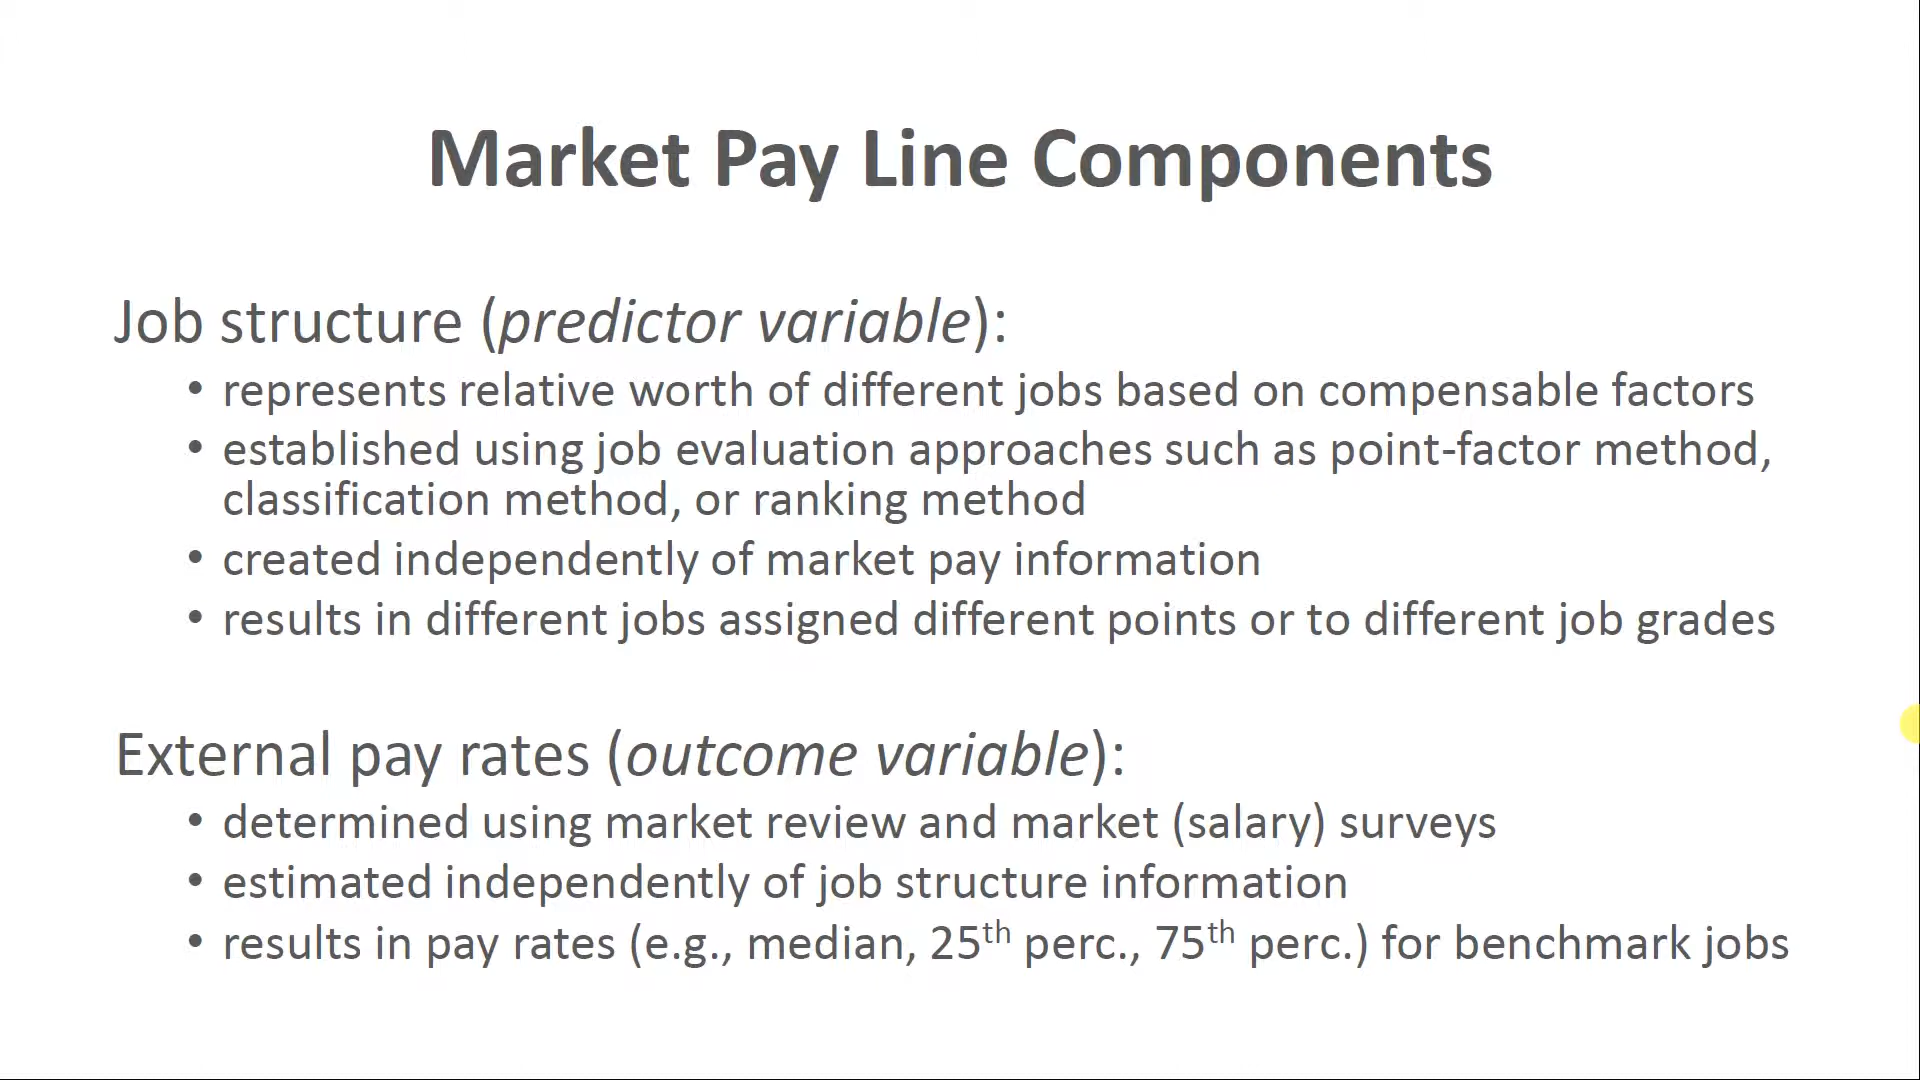 Market Pay Line Components
Job structure (predictor variable):
• represents relative worth of different jobs based on compensable factors
• established using job evaluation approaches such as point-factor method,
classification method, or ranking method
• created independently of market pay information
• results in different jobs assigned different points or to different job grades
External pay rates (outcome variable):
• determined using market review and market (salary) surveys
• estimated independently of job structure information
• results in pay rates (e.g., median, 25th perc., 75th perc.) for benchmark jobs